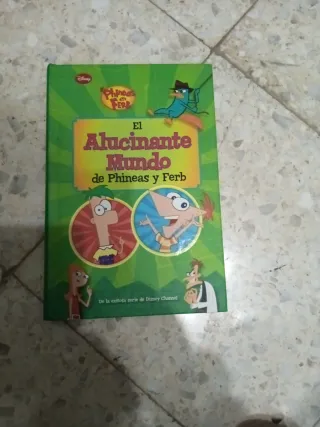 Disney
Phineas
y
Ferb
El
Alucinante
Mundo
de Phineas y Ferb
De la exitosa serie de Disney Channel